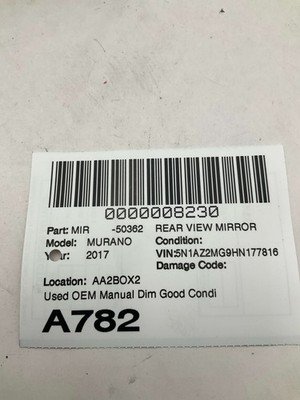 0000008230
Part: MIR -50362 REAR VIEW MIRROR
Model: MURANO Condition:
Year: 2017 VIN:5N1AZ2MG9HN177816
Damage Code:
Location: AA2BOX2
Used OEM Manual Dim Good Condi
A782